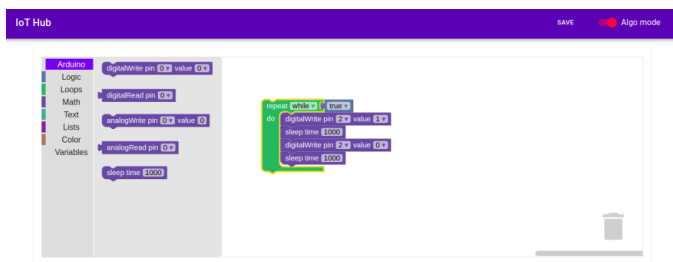 IoT Hub
SAVE
Algo mode
Arduino
Logic
Loops
Math
Text
Lists
Color
Variables
digitalWrite pin 0 value 0
digitalRead pin 0
analogWrite pin 0 value 0
analogRead pin 0
sleep time 1000
repeat while true
do digitalWrite pin 2 value 1
sleep time 1000
digitalWrite pin 2 value 0
sleep time 1000